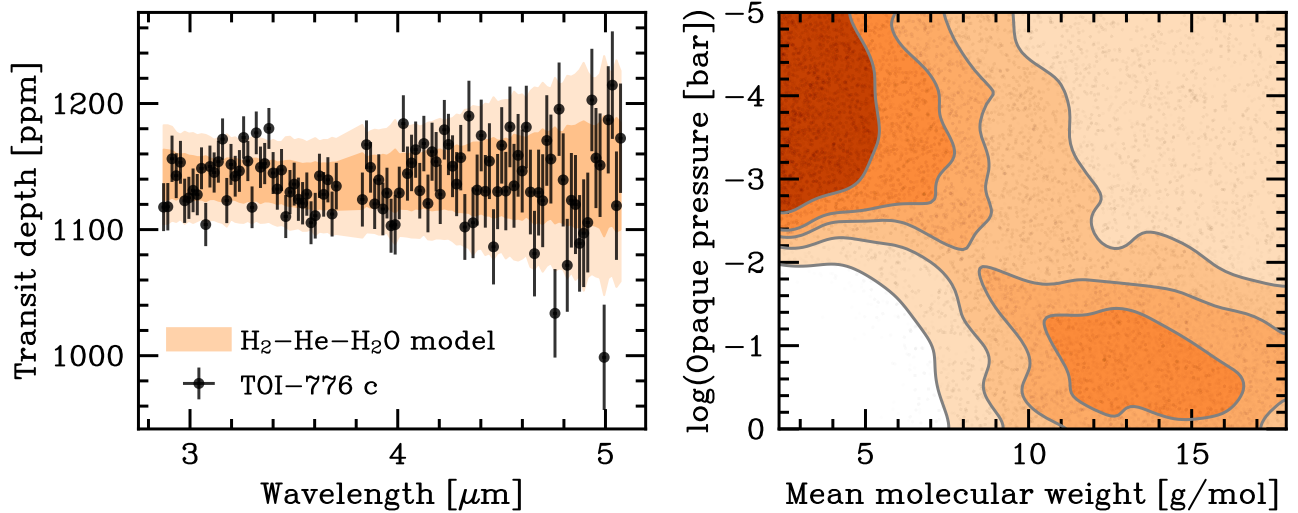 Transit depth [ppm]
1200
1100
1000
H₂−He−H₂O model
TOI−776 c
3
4
5
Wavelength [μm]
log(Opaque pressure [bar])
−5
−4
−3
−2
−1
0
5
10
15
Mean molecular weight [g/mol]